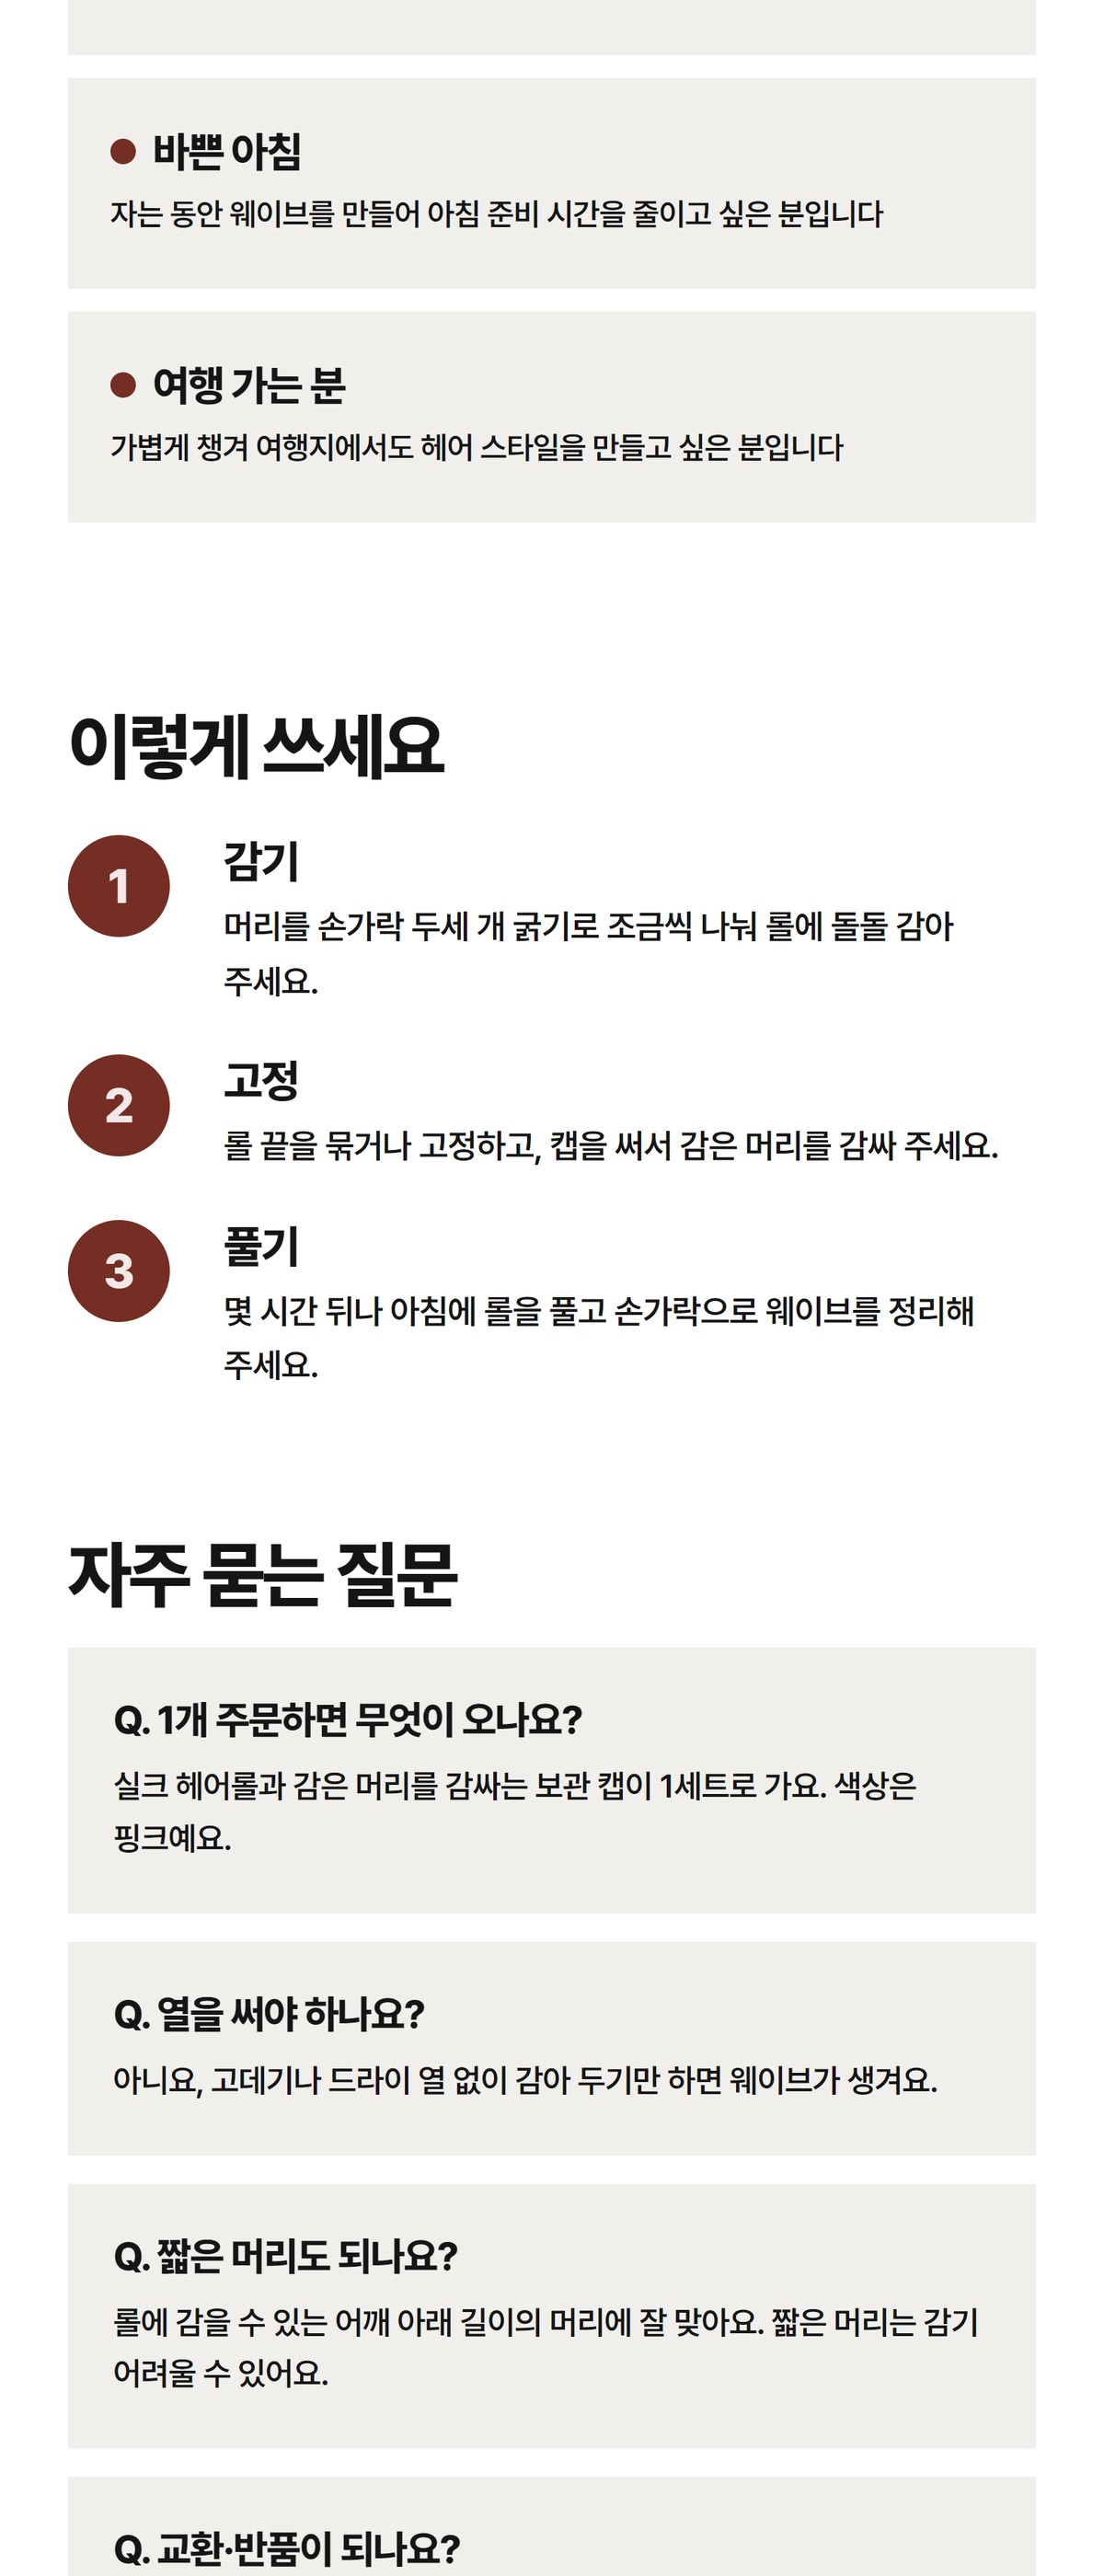 바쁜 아침
자는 동안 웨이브를 만들어 아침 준비 시간을 줄이고 싶은 분입니다
여행 가는 분
가볍게 챙겨 여행지에서도 헤어 스타일을 만들고 싶은 분입니다
이렇게 쓰세요
1
감기
머리를 손가락 두세 개 굵기로 조금씩 나눠 롤에 돌돌 감아
주세요.
2
고정
롤 끝을 묶거나 고정하고, 캡을 써서 감은 머리를 감싸 주세요.
3
풀기
몇 시간 뒤나 아침에 롤을 풀고 손가락으로 웨이브를 정리해
주세요.
자주 묻는 질문
Q. 1개 주문하면 무엇이 오나요?
실크 헤어롤과 감은 머리를 감싸는 보관 캡이 1세트로 가요. 색상은
핑크예요.
Q. 열을 써야 하나요?
아니요, 고데기나 드라이 열 없이 감아 두기만 하면 웨이브가 생겨요.
Q. 짧은 머리도 되나요?
롤에 감을 수 있는 어깨 아래 길이의 머리에 잘 맞아요. 짧은 머리는 감기
어려울 수 있어요.
Q. 교환·반품이 되나요?